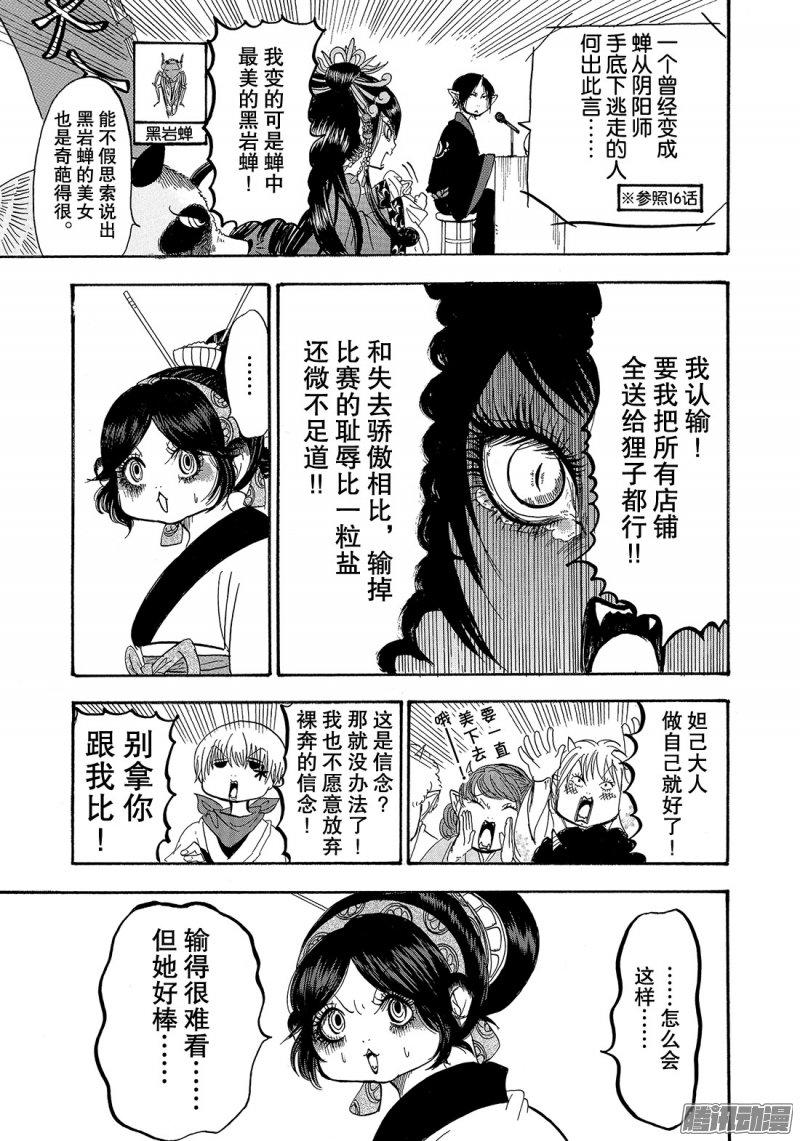 一个曾经变成
蝉从阴阳师
手底下逃走的人
何出此言……
※参照16话
我变的可是蝉中
最美的黑岩蝉！
黑岩蝉
能不假思索说出
黑岩蝉的美女
也是奇葩得很。
我认输！
要我把所有店铺
全送给狸子都行!!
和失去骄傲相比，输掉
比赛的耻辱比一粒盐
还微不足道!!
……
妲己大人
做自己就好了！
要一直
美下去
哦
这是信念？
那就没办法了！
我也不愿意放弃
裸奔的信念！
别拿你
跟我比！
……怎么会
这样……
输得很难看……
但她好棒……
腾讯动漫